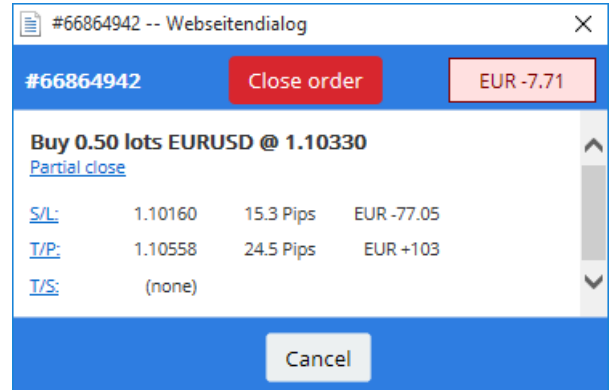 #66864942 -- Webseitendialog
#66864942 Close order EUR -7.71
Buy 0.50 lots EURUSD @ 1.10330
Partial close
S/L: 1.10160 15.3 Pips EUR -77.05
T/P: 1.10558 24.5 Pips EUR +103
T/S: (none)
Cancel